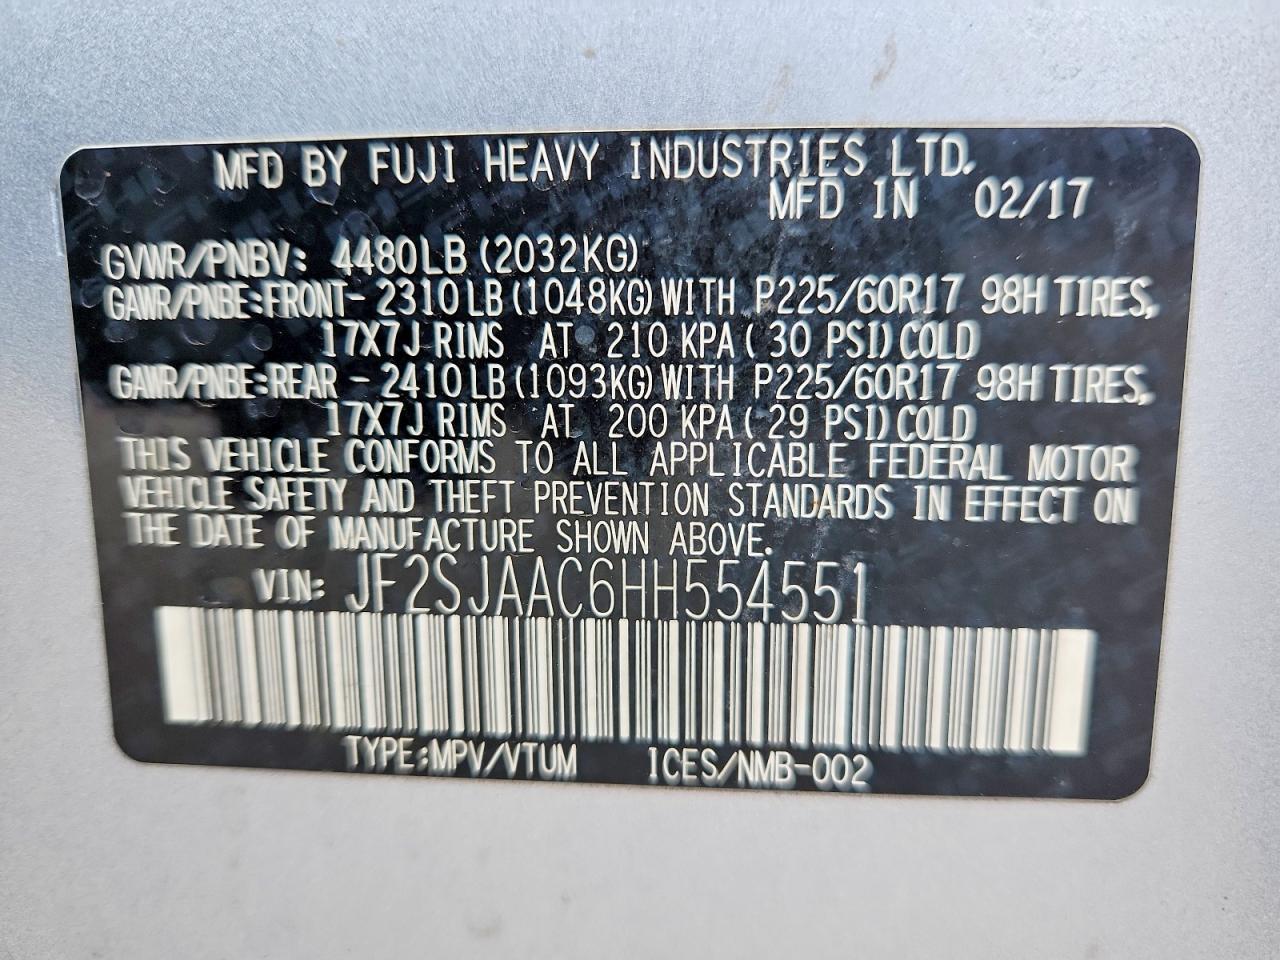 MFD BY FUJI HEAVY INDUSTRIES LTD.
MFD IN 02/17
GVWR/PNBV: 4480LB (2032KG)
GAWR/PNBE:FRONT- 2310LB(1048KG)WITH P225/60R17 98H TIRES,
17X7J RIMS AT 210 KPA( 30 PSI)COLD
GAWR/PNBE:REAR - 2410LB(1093KG)WITH P225/60R17 98H TIRES,
17X7J RIMS AT 200 KPA( 29 PSI)COLD
THIS VEHICLE CONFORMS TO ALL APPLICABLE FEDERAL MOTOR
VEHICLE SAFETY AND THEFT PREVENTION STANDARDS IN EFFECT ON
THE DATE OF MANUFACTURE SHOWN ABOVE.
VIN: JF2SJAAC6HH554551
TYPE:MPV/VTUM ICES/NMB-002